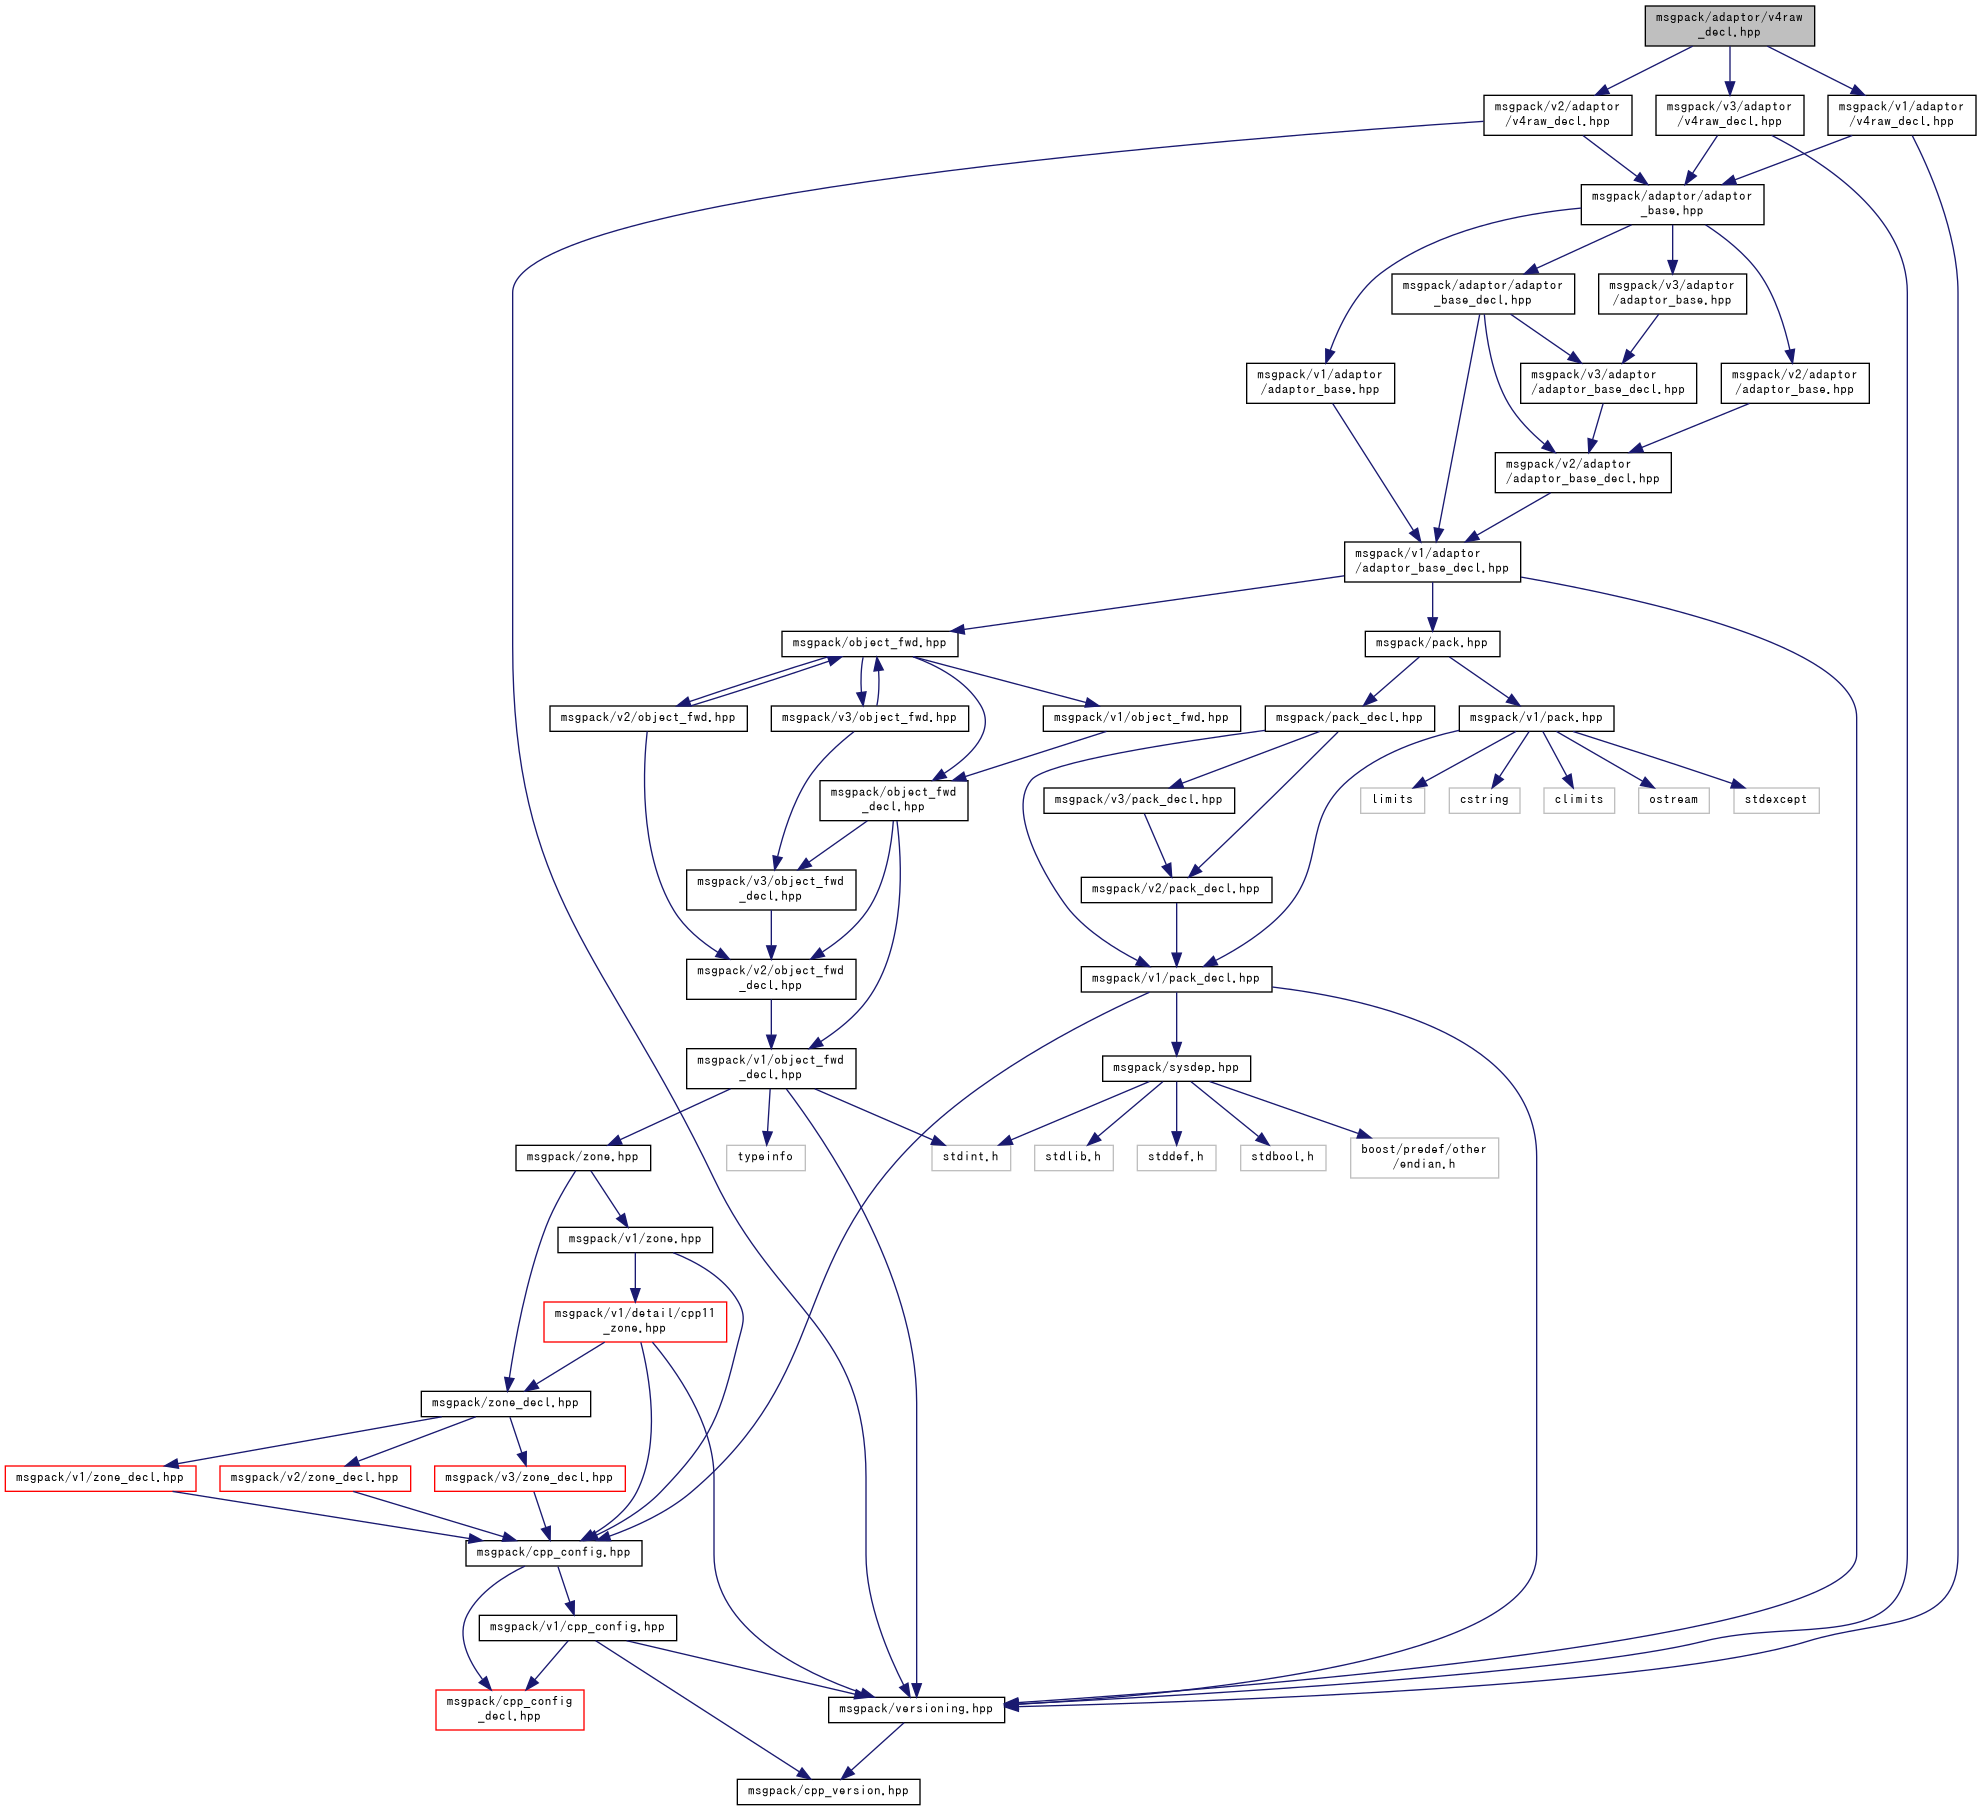 msgpack/adaptor/v4raw
_decl.hpp
msgpack/v2/adaptor
/v4raw_decl.hpp
msgpack/v3/adaptor
/v4raw_decl.hpp
msgpack/v1/adaptor
/v4raw_decl.hpp
msgpack/adaptor/adaptor
_base.hpp
msgpack/adaptor/adaptor
_base_decl.hpp
msgpack/v3/adaptor
/adaptor_base.hpp
msgpack/v1/adaptor
/adaptor_base.hpp
msgpack/v3/adaptor
/adaptor_base_decl.hpp
msgpack/v2/adaptor
/adaptor_base.hpp
msgpack/v2/adaptor
/adaptor_base_decl.hpp
msgpack/v1/adaptor
/adaptor_base_decl.hpp
msgpack/object_fwd.hpp
msgpack/pack.hpp
msgpack/v2/object_fwd.hpp
msgpack/v3/object_fwd.hpp
msgpack/v1/object_fwd.hpp
msgpack/pack_decl.hpp
msgpack/v1/pack.hpp
msgpack/object_fwd
_decl.hpp
msgpack/v3/pack_decl.hpp
limits
cstring
climits
ostream
stdexcept
msgpack/v3/object_fwd
_decl.hpp
msgpack/v2/pack_decl.hpp
msgpack/v2/object_fwd
_decl.hpp
msgpack/v1/pack_decl.hpp
msgpack/v1/object_fwd
_decl.hpp
msgpack/sysdep.hpp
msgpack/zone.hpp
typeinfo
stdint.h
stdlib.h
stddef.h
stdbool.h
boost/predef/other
/endian.h
msgpack/v1/zone.hpp
msgpack/v1/detail/cpp11
_zone.hpp
msgpack/zone_decl.hpp
msgpack/v1/zone_decl.hpp
msgpack/v2/zone_decl.hpp
msgpack/v3/zone_decl.hpp
msgpack/cpp_config.hpp
msgpack/v1/cpp_config.hpp
msgpack/cpp_config
_decl.hpp
msgpack/versioning.hpp
msgpack/cpp_version.hpp